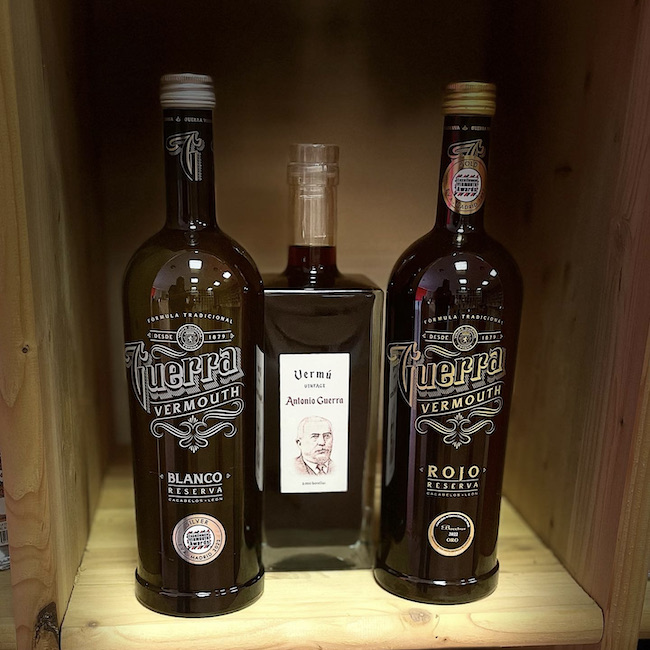 GUERRA
FORMULA TRADICIONAL
DESDE 1879
Guerra
VERMOUTH
BLANCO
RESERVA
CACABELOS-LEÓN
SILVER
Vermú
VINTAGE
Antonio Guerra
FORMULA TRADICIONAL
DESDE 1879
Guerra
VERMOUTH
ROJO
RESERVA
CACABELOS-LEÓN
2022
ORO